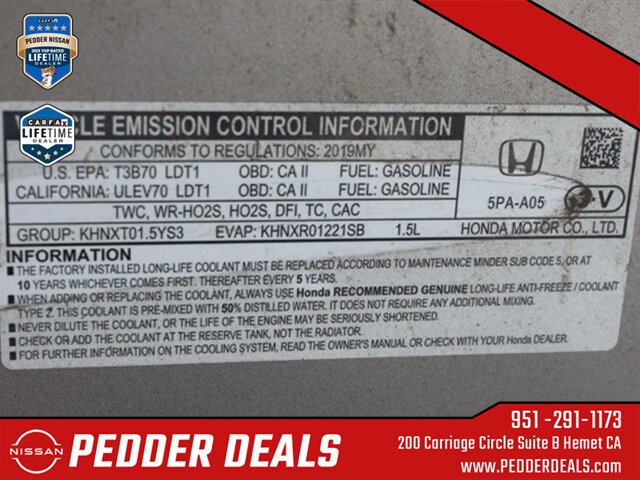 CARFAX
PEDDER NISSAN
2025 TOP-RATED
LIFETIME
DEALER
CARFAX
LIFETIME
DEALER
LE EMISSION CONTROL INFORMATION
CONFORMS TO REGULATIONS: 2019MY
U.S. EPA: T3B70 LDT1 OBD: CA II FUEL: GASOLINE
CALIFORNIA: ULEV70 LDT1 OBD: CA II FUEL: GASOLINE
TWC, WR-HO2S, HO2S, DFI, TC, CAC
5PA-A05
V
GROUP: KHNXT01.5YS3 EVAP: KHNXR01221SB 1.5L HONDA MOTOR CO., LTD.
INFORMATION
■ THE FACTORY INSTALLED LONG-LIFE COOLANT MUST BE REPLACED ACCORDING TO MAINTENANCE MINDER SUB CODE 5, OR AT
10 YEARS WHICHEVER COMES FIRST. THEREAFTER EVERY 5 YEARS.
■ WHEN ADDING OR REPLACING COOLANT, ALWAYS USE Honda RECOMMENDED GENUINE LONG-LIFE ANTI-FREEZE / COOLANT
TYPE 2. THIS COOLANT IS PRE-MIXED WITH 50% DISTILLED WATER. IT DOES NOT REQUIRE ANY ADDITIONAL MIXING.
■ NEVER DILUTE THE COOLANT, OR THE LIFE OF THE ENGINE MAY BE SERIOUSLY SHORTENED.
■ CHECK OR ADD THE COOLANT AT THE RESERVE TANK, NOT THE RADIATOR.
■ FOR FURTHER INFORMATION ON THE COOLING SYSTEM, READ THE OWNER'S MANUAL OR CHECK WITH YOUR Honda DEALER.
NISSAN
PEDDER DEALS
951 -291-1173
200 Carriage Circle Suite B Hemet CA
www.PEDDERDEALS.com